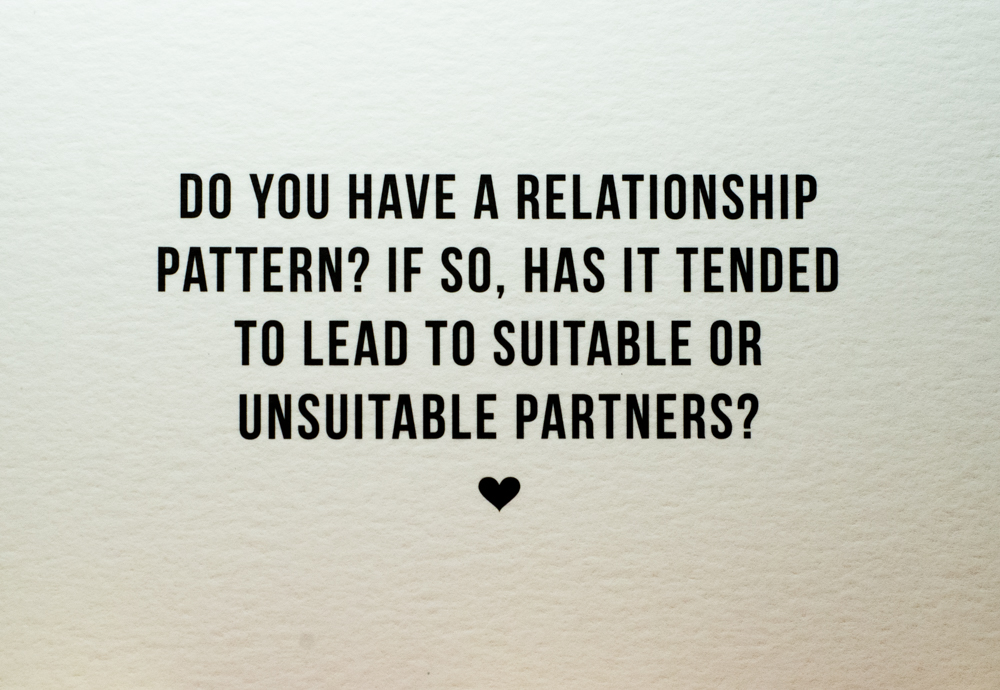 DO YOU HAVE A RELATIONSHIP
PATTERN? IF SO, HAS IT TENDED
TO LEAD TO SUITABLE OR
UNSUITABLE PARTNERS?